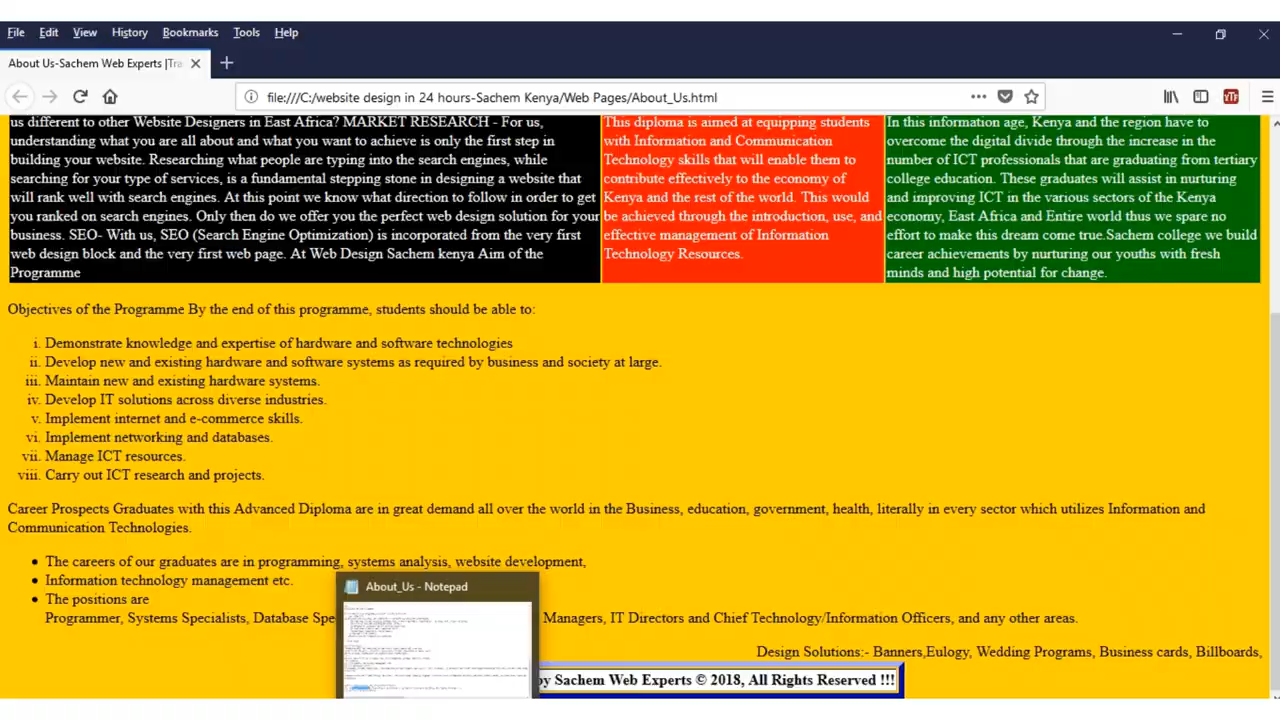 File Edit View History Bookmarks Tools Help
About Us-Sachem Web Experts |Tra
file:///C:/website design in 24 hours-Sachem Kenya/Web Pages/About_Us.html
us different to other Website Designers in East Africa? MARKET RESEARCH - For us,
understanding what you are all about and what you want to achieve is only the first step in
building your website. Researching what people are typing into the search engines, while
searching for your type of services, is a fundamental stepping stone in designing a website that
will rank well with search engines. At this point we know what direction to follow in order to get
you ranked on search engines. Only then do we offer you the perfect web design solution for your
business. SEO- With us, SEO (Search Engine Optimization) is incorporated from the very first
web design block and the very first web page. At Web Design Sachem kenya Aim of the
Programme
This diploma is aimed at equipping students
with Information and Communication
Technology skills that will enable them to
contribute effectively to the economy of
Kenya and the rest of the world. This would
be achieved through the introduction, use, and
effective management of Information
Technology Resources.
In this information age, Kenya and the region have to
overcome the digital divide through the increase in the
number of ICT professionals that are graduating from tertiary
college education. These graduates will assist in nurturing
and improving ICT in the various sectors of the Kenya
economy, East Africa and Entire world thus we spare no
effort to make this dream come true.Sachem college we build
career achievements by nurturing our youths with fresh
minds and high potential for change.
Objectives of the Programme By the end of this programme, students should be able to:
i. Demonstrate knowledge and expertise of hardware and software technologies
ii. Develop new and existing hardware and software systems as required by business and society at large.
iii. Maintain new and existing hardware systems.
iv. Develop IT solutions across diverse industries.
v. Implement internet and e-commerce skills.
vi. Implement networking and databases.
vii. Manage ICT resources.
viii. Carry out ICT research and projects.
Career Prospects Graduates with this Advanced Diploma are in great demand all over the world in the Business, education, government, health, literally in every sector which utilizes Information and
Communication Technologies.
• The careers of our graduates are in programming, systems analysis, website development,
• Information technology management etc.
• The positions are
Programmer, Systems Specialists, Database Spe
Managers, IT Directors and Chief Technology/Information Officers, and any other areas.
About_Us - Notepad
Design Solutions:- Banners,Eulogy, Wedding Programs, Business cards, Billboards,
by Sachem Web Experts © 2018, All Rights Reserved !!!